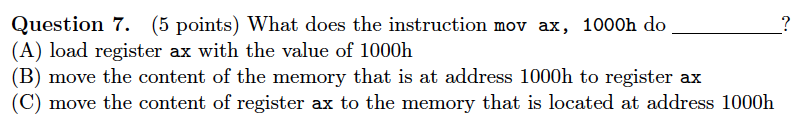 Question 7. (5 points) What does the instruction mov ax, 1000h do ___________?
(A) load register ax with the value of 1000h
(B) move the content of the memory that is at address 1000h to register ax
(C) move the content of register ax to the memory that is located at address 1000h